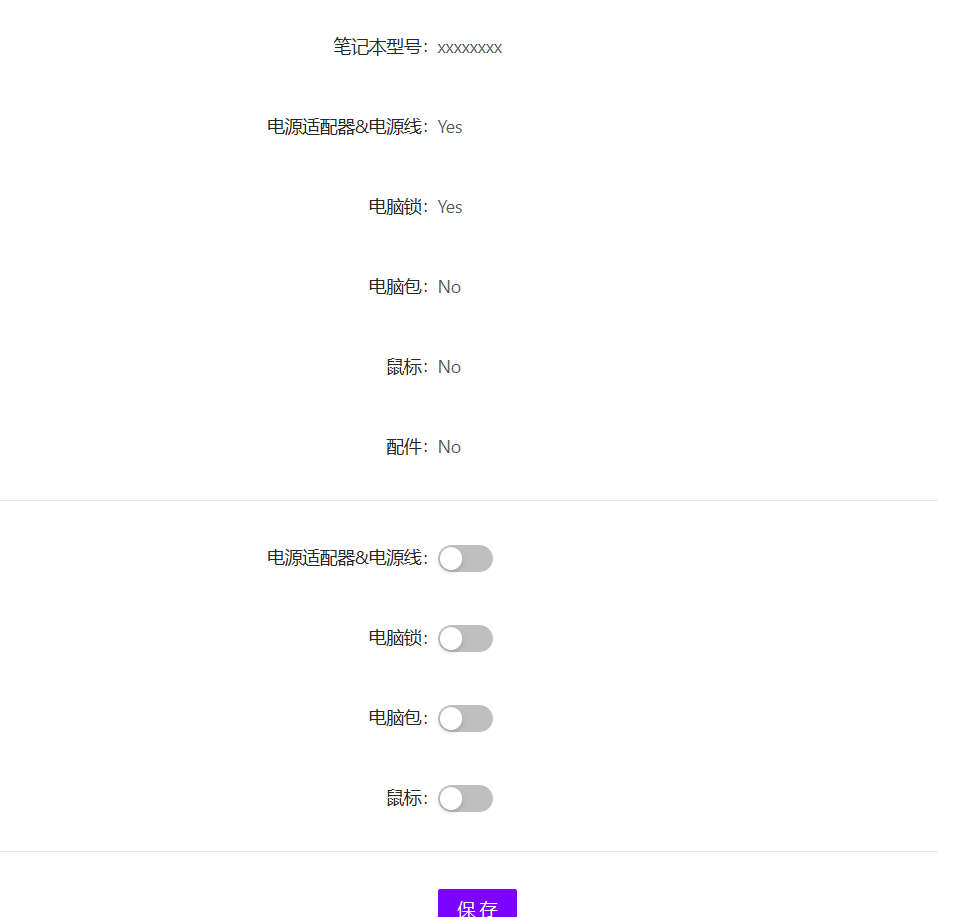 笔记本型号: xxxxxxxx
电源适配器&电源线: Yes
电脑锁: Yes
电脑包: No
鼠标: No
配件: No
电源适配器&电源线:
电脑锁:
电脑包:
鼠标:
保存